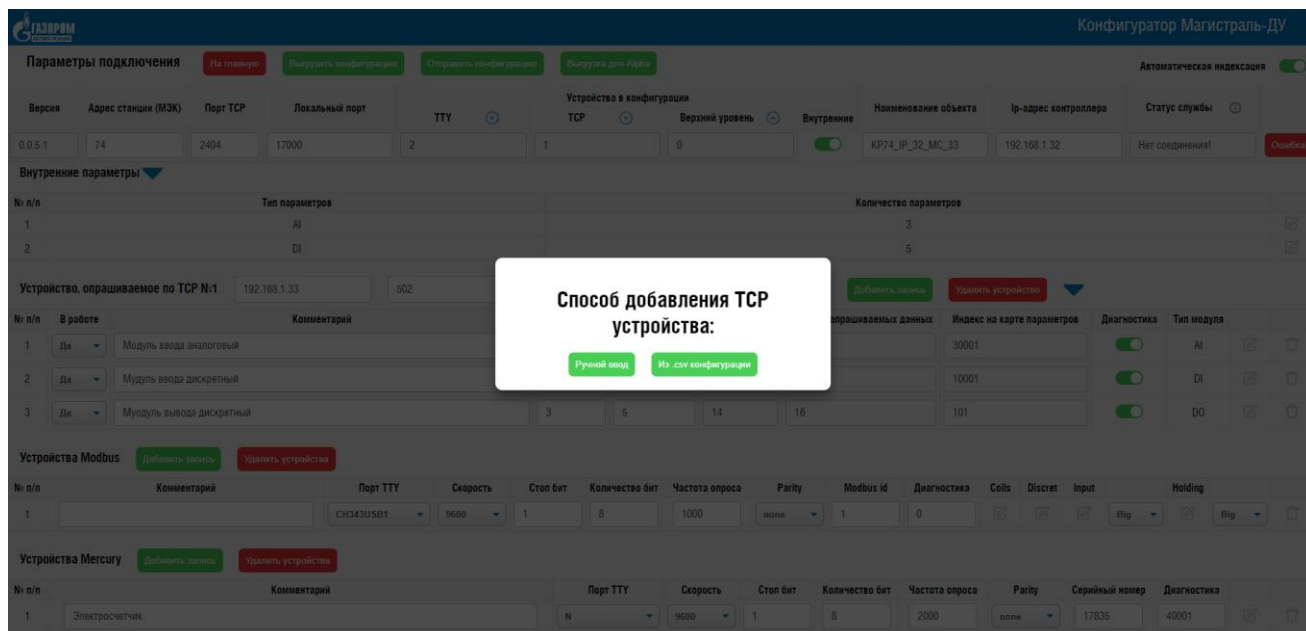 ГАЗПРОМ
Конфигуратор Магистраль-ДУ
Параметры подключения На главную Выгрузить конфигурацию Отправить конфигурацию Выгрузка для Alpha Автоматическая индексация
Устройства в конфигурации
Версия Адрес станции (МЭК) Порт TCP Локальный порт TTY TCP Верхний уровень Внутренние Наименование объекта Ip-адрес контроллера Статус службы
0.0.5.1 74 2404 17000 2 1 0 KP74_IP_32_MC_33 192.168.1.32 Нет соединения! Ошибка
Внутренние параметры
№ п/п Тип параметров Количество параметров
1 AI 3
2 DI 5
Устройство, опрашиваемое по TCP №1 192.168.1.33 502 Добавить запись Удалить устройство
Способ добавления TCP
устройства:
Ручной ввод Из .csv конфигурации
№ п/п В работе Комментарий запрашиваемых данных Индекс на карте параметров Диагностика Тип модуля
1 Да Модуль ввода аналоговый 30001 AI
2 Да Мудуль ввода дискретный 10001 DI
3 Да Муодуль вывода дискретный 3 5 14 16 101 DO
Устройства Modbus Добавить запись Удалить устройства
№ п/п Комментарий Порт TTY Скорость Стоп бит Количество бит Частота опроса Parity Modbus id Диагностика Coils Discret Input Holding
1 CH343USB1 9600 1 8 1000 none 1 0 Big Big
Устройства Mercury Добавить запись Удалить устройства
№ п/п Комментарий Порт TTY Скорость Стоп бит Количество бит Частота опроса Parity Серийный номер Диагностика
1 Электросчетчик N 9600 1 8 2000 none 17835 40001